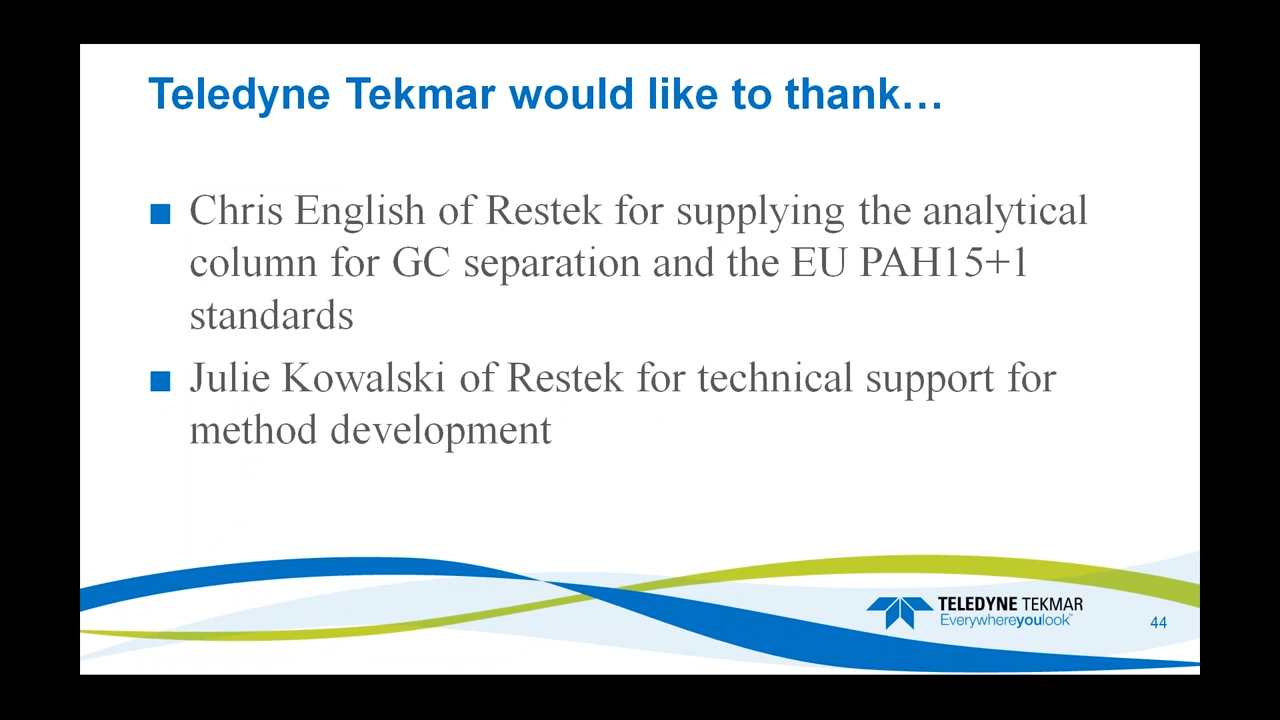 Teledyne Tekmar would like to thank…
Chris English of Restek for supplying the analytical
column for GC separation and the EU PAH15+1
standards
Julie Kowalski of Restek for technical support for
method development
TELEDYNE TEKMAR
Everywhereyoulook™
44